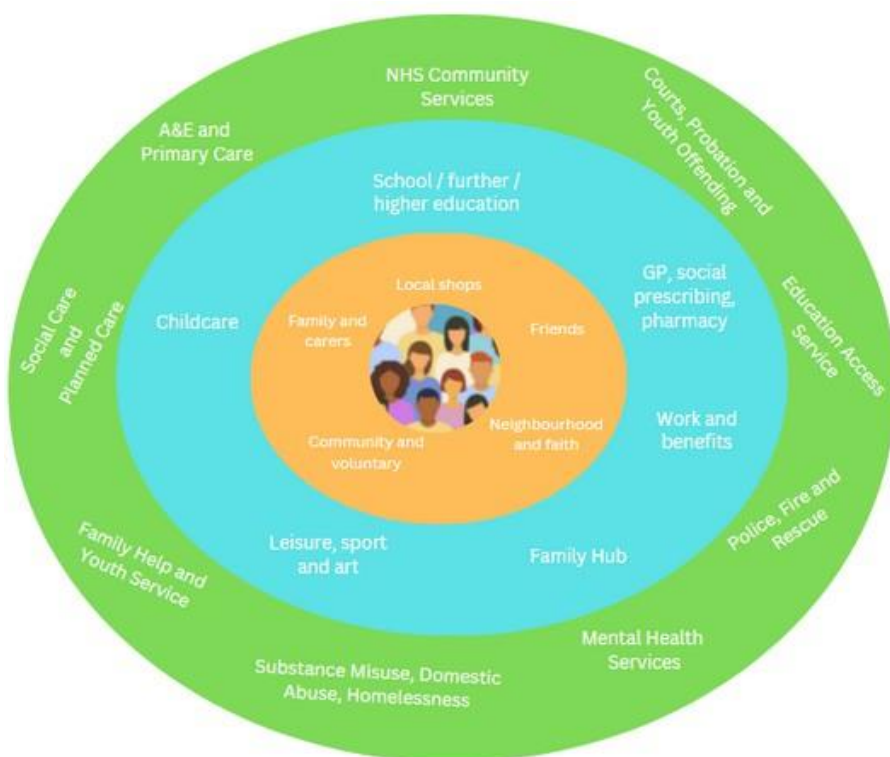 NHS Community
Services
Courts, Probation and
Youth Offending
A&E and
Primary Care
School / further /
higher education
GP, social
prescribing,
pharmacy
Education Access
Service
Social Care
and
Planned Care
Childcare
Local shops
Family and
carers
Friends
Neighbourhood
and faith
Community and
voluntary
Work and
benefits
Police, Fire and
Rescue
Leisure, sport
and art
Family Hub
Family Help and
Youth Service
Mental Health
Services
Substance Misuse, Domestic
Abuse, Homelessness